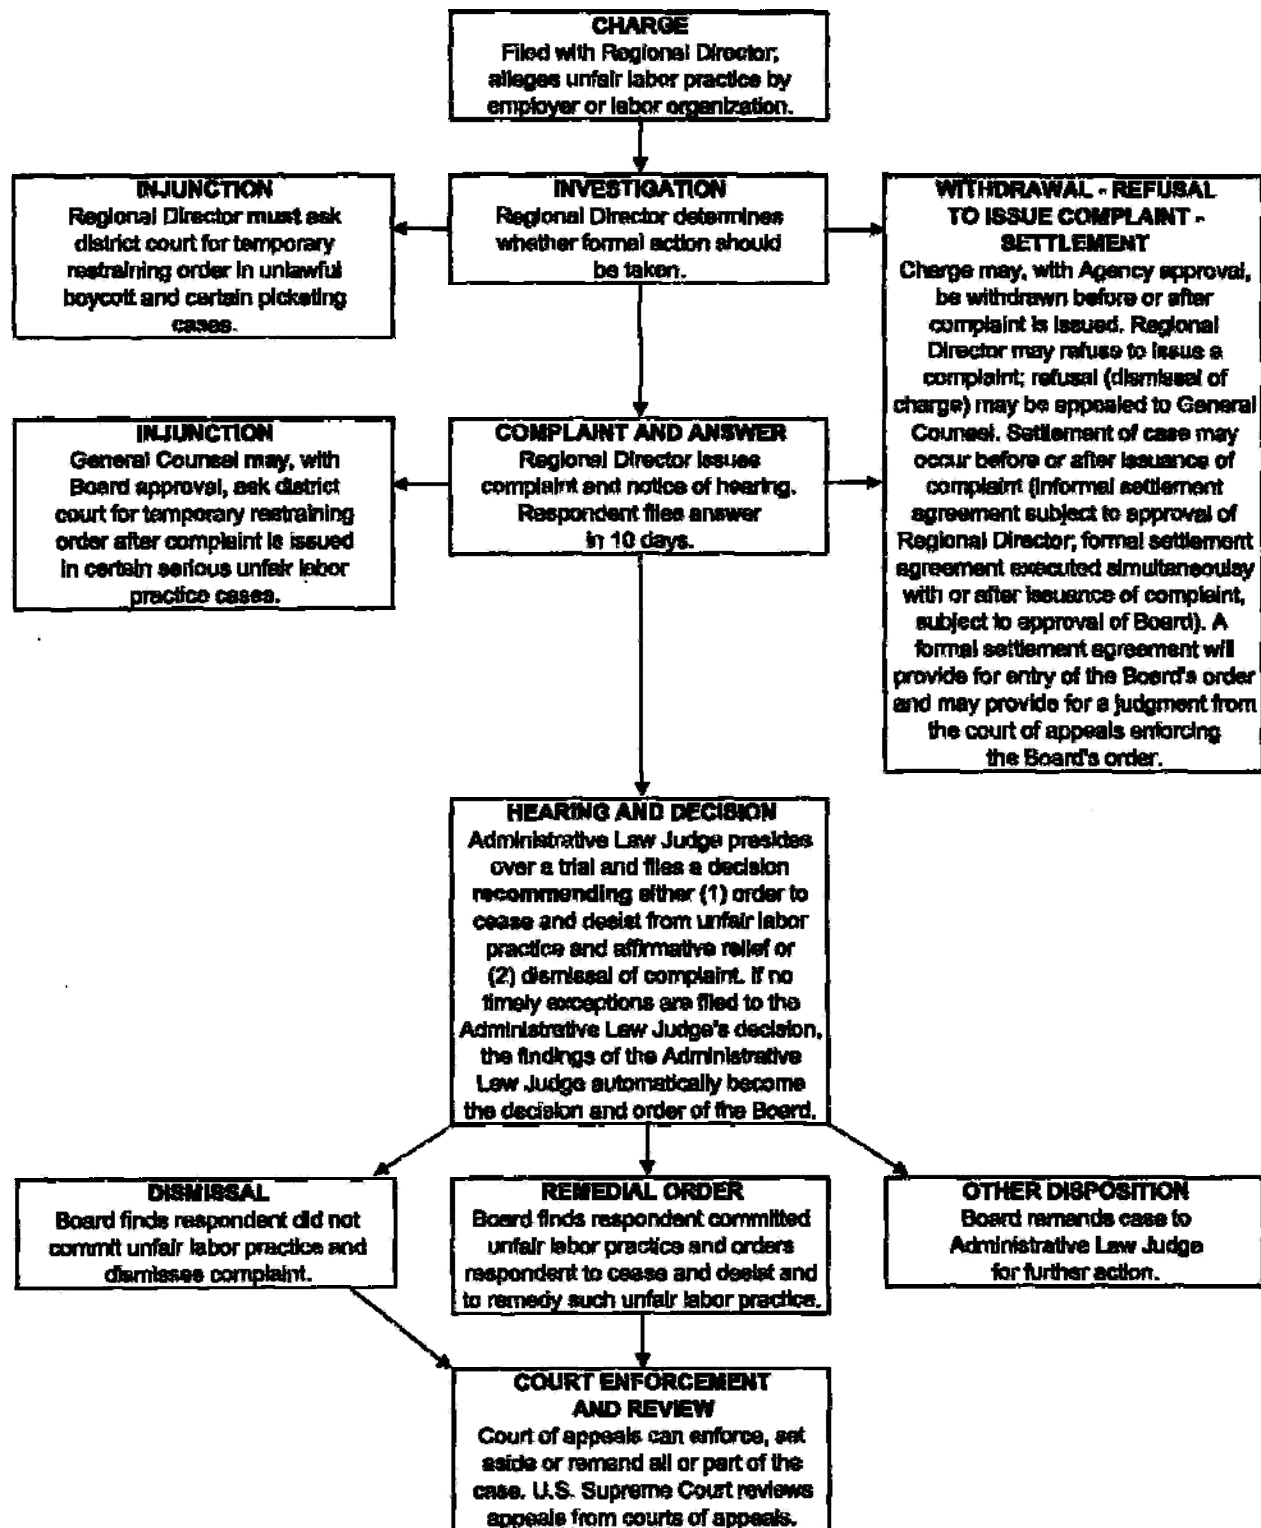 CHARGE
Filed with Regional Director;
alleges unfair labor practice by
employer or labor organization.
INJUNCTION
Regional Director must ask
district court for temporary
restraining order in unlawful
boycott and certain picketing
cases.
INVESTIGATION
Regional Director determines
whether formal action should
be taken.
WITHDRAWAL - REFUSAL
TO ISSUE COMPLAINT -
SETTLEMENT
Charge may, with Agency approval,
be withdrawn before or after
complaint is issued. Regional
Director may refuse to issue a
complaint; refusal (dismissal of
charge) may be appealed to General
Counsel. Settlement of case may
occur before or after issuance of
complaint (informal settlement
agreement subject to approval of
Regional Director; formal settlement
agreement executed simultaneoulsy
with or after issuance of complaint,
subject to approval of Board). A
formal settlement agreement will
provide for entry of the Board's order
and may provide for a judgment from
the court of appeals enforcing
the Board's order.
INJUNCTION
General Counsel may, with
Board approval, ask district
court for temporary restraining
order after complaint is issued
in certain serious unfair labor
practice cases.
COMPLAINT AND ANSWER
Regional Director issues
complaint and notice of hearing.
Respondent files answer
in 10 days.
HEARING AND DECISION
Administrative Law Judge presides
over a trial and files a decision
recommending either (1) order to
cease and desist from unfair labor
practice and affirmative relief or
(2) dismissal of complaint. If no
timely exceptions are filed to the
Administrative Law Judge's decision,
the findings of the Administrative
Law Judge automatically become
the decision and order of the Board.
DISMISSAL
Board finds respondent did not
commit unfair labor practice and
dismisses complaint.
REMEDIAL ORDER
Board finds respondent committed
unfair labor practice and orders
respondent to cease and desist and
to remedy such unfair labor practice.
OTHER DISPOSITION
Board remands case to
Administrative Law Judge
for further action.
COURT ENFORCEMENT
AND REVIEW
Court of appeals can enforce, set
aside or remand all or part of the
case. U.S. Supreme Court reviews
appeals from courts of appeals.